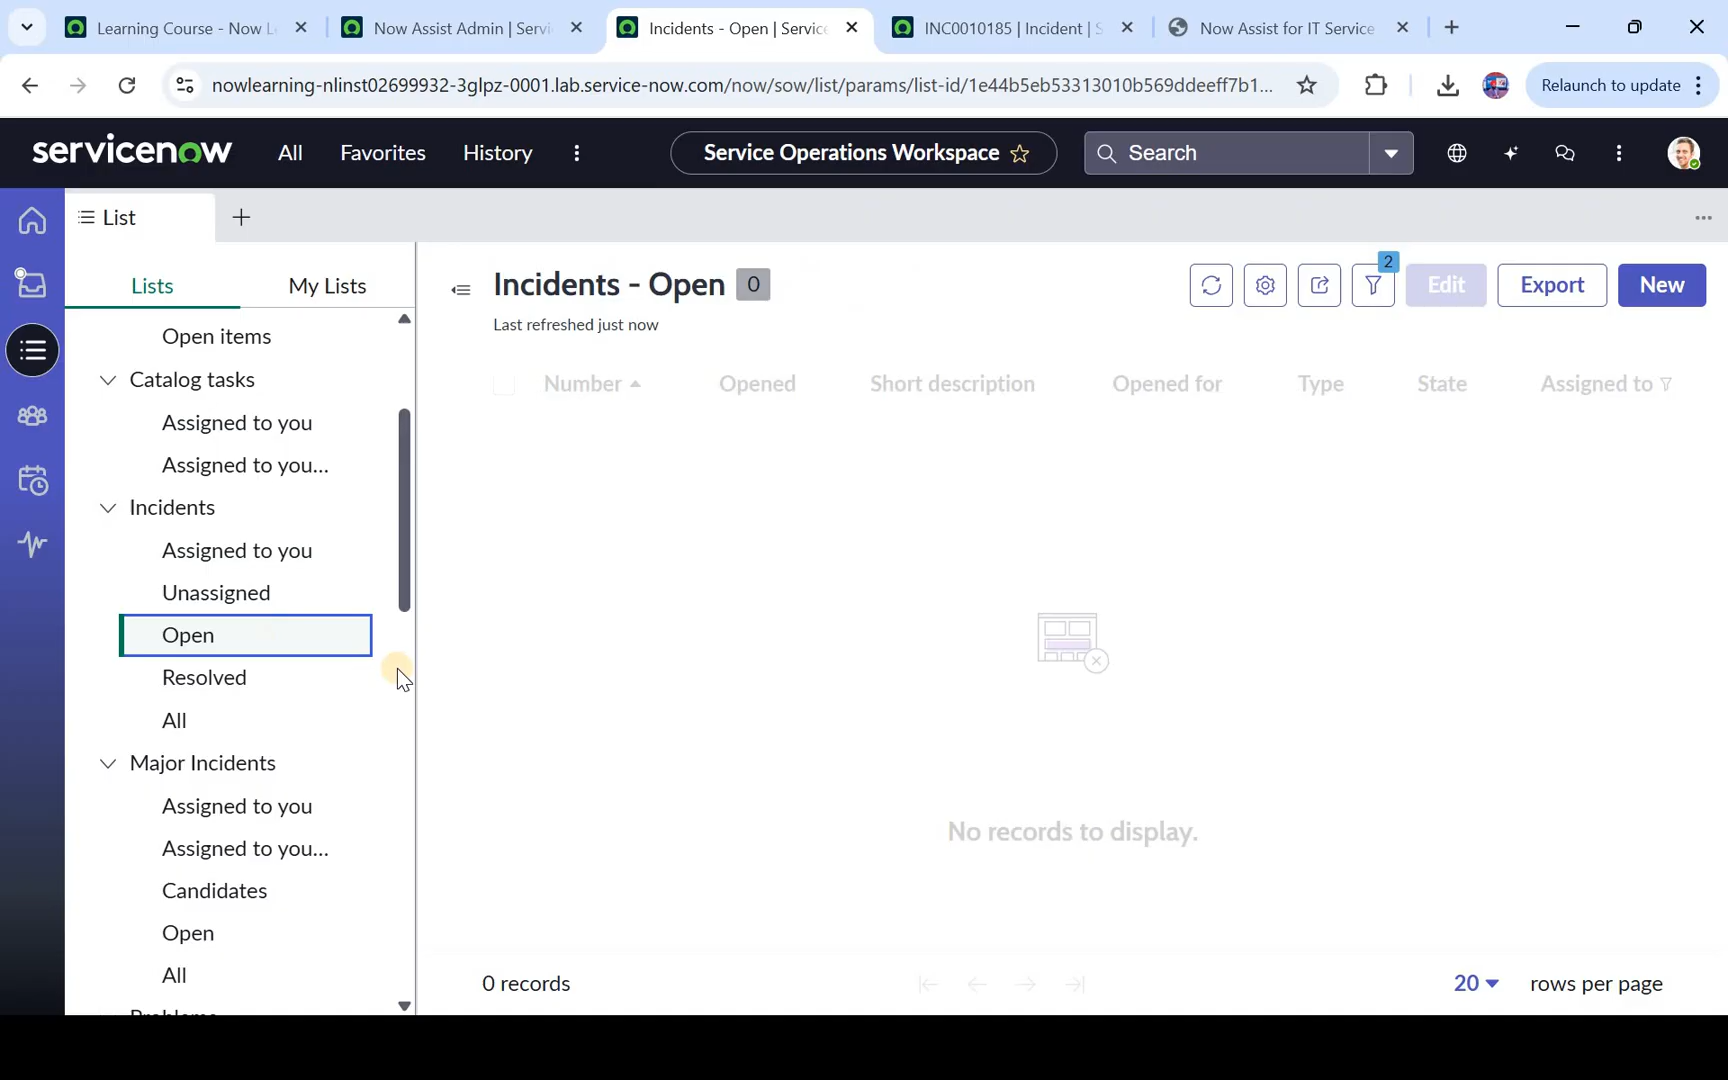 Learning Course - Now L
Now Assist Admin | Servi
Incidents - Open | Service
INC0010185 | Incident | S
Now Assist for IT Service
nowlearning-nlinst02699932-3glpz-0001.lab.service-now.com/now/sow/list/params/list-id/1e44b5eb53313010b569ddeeff7b1...
Relaunch to update
servicenow
All
Favorites
History
Service Operations Workspace
Search
List
Lists
My Lists
Open items
Catalog tasks
Assigned to you
Assigned to you...
Incidents
Assigned to you
Unassigned
Open
Resolved
All
Major Incidents
Assigned to you
Assigned to you...
Candidates
Open
All
Problems
Incidents - Open 0
Last refreshed just now
2
Edit
Export
New
Number
Opened
Short description
Opened for
Type
State
Assigned to
No records to display.
0 records
20
rows per page